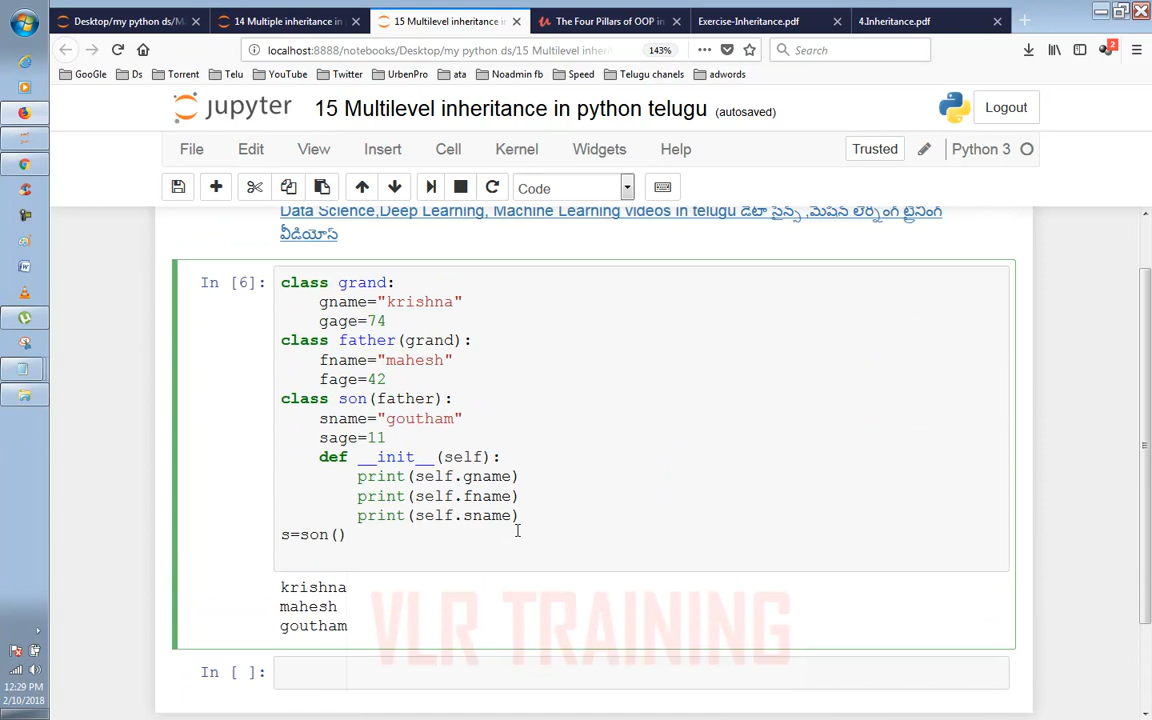 Desktop/my python ds/M
14 Multiple inheritance in
15 Multilevel inheritance in
The Four Pillars of OOP in
Exercise-Inheritance.pdf
4.Inheritance.pdf
localhost:8888/notebooks/Desktop/my python ds/15 Multilevel inheri
143%
Search
2
GooGle
Ds
Torrent
Telu
YouTube
Twitter
UrbenPro
ata
Noadmin fb
Speed
Telugu chanels
adwords
jupyter
15 Multilevel inheritance in python telugu (autosaved)
Logout
File Edit View Insert Cell Kernel Widgets Help
Trusted
Python 3
Code
Data Science,Deep Learning, Machine Learning videos in telugu డేటా సైన్స్ ,మెషిన్ లెర్నింగ్ ట్రైనింగ్
వీడియోస్
In [6]:
class grand:
    gname="krishna"
    gage=74
class father(grand):
    fname="mahesh"
    fage=42
class son(father):
    sname="goutham"
    sage=11
    def __init__(self):
        print(self.gname)
        print(self.fname)
        print(self.sname)
s=son()
krishna
mahesh
goutham
VLR TRAINING
In [ ]:
12:29 PM
2/10/2018